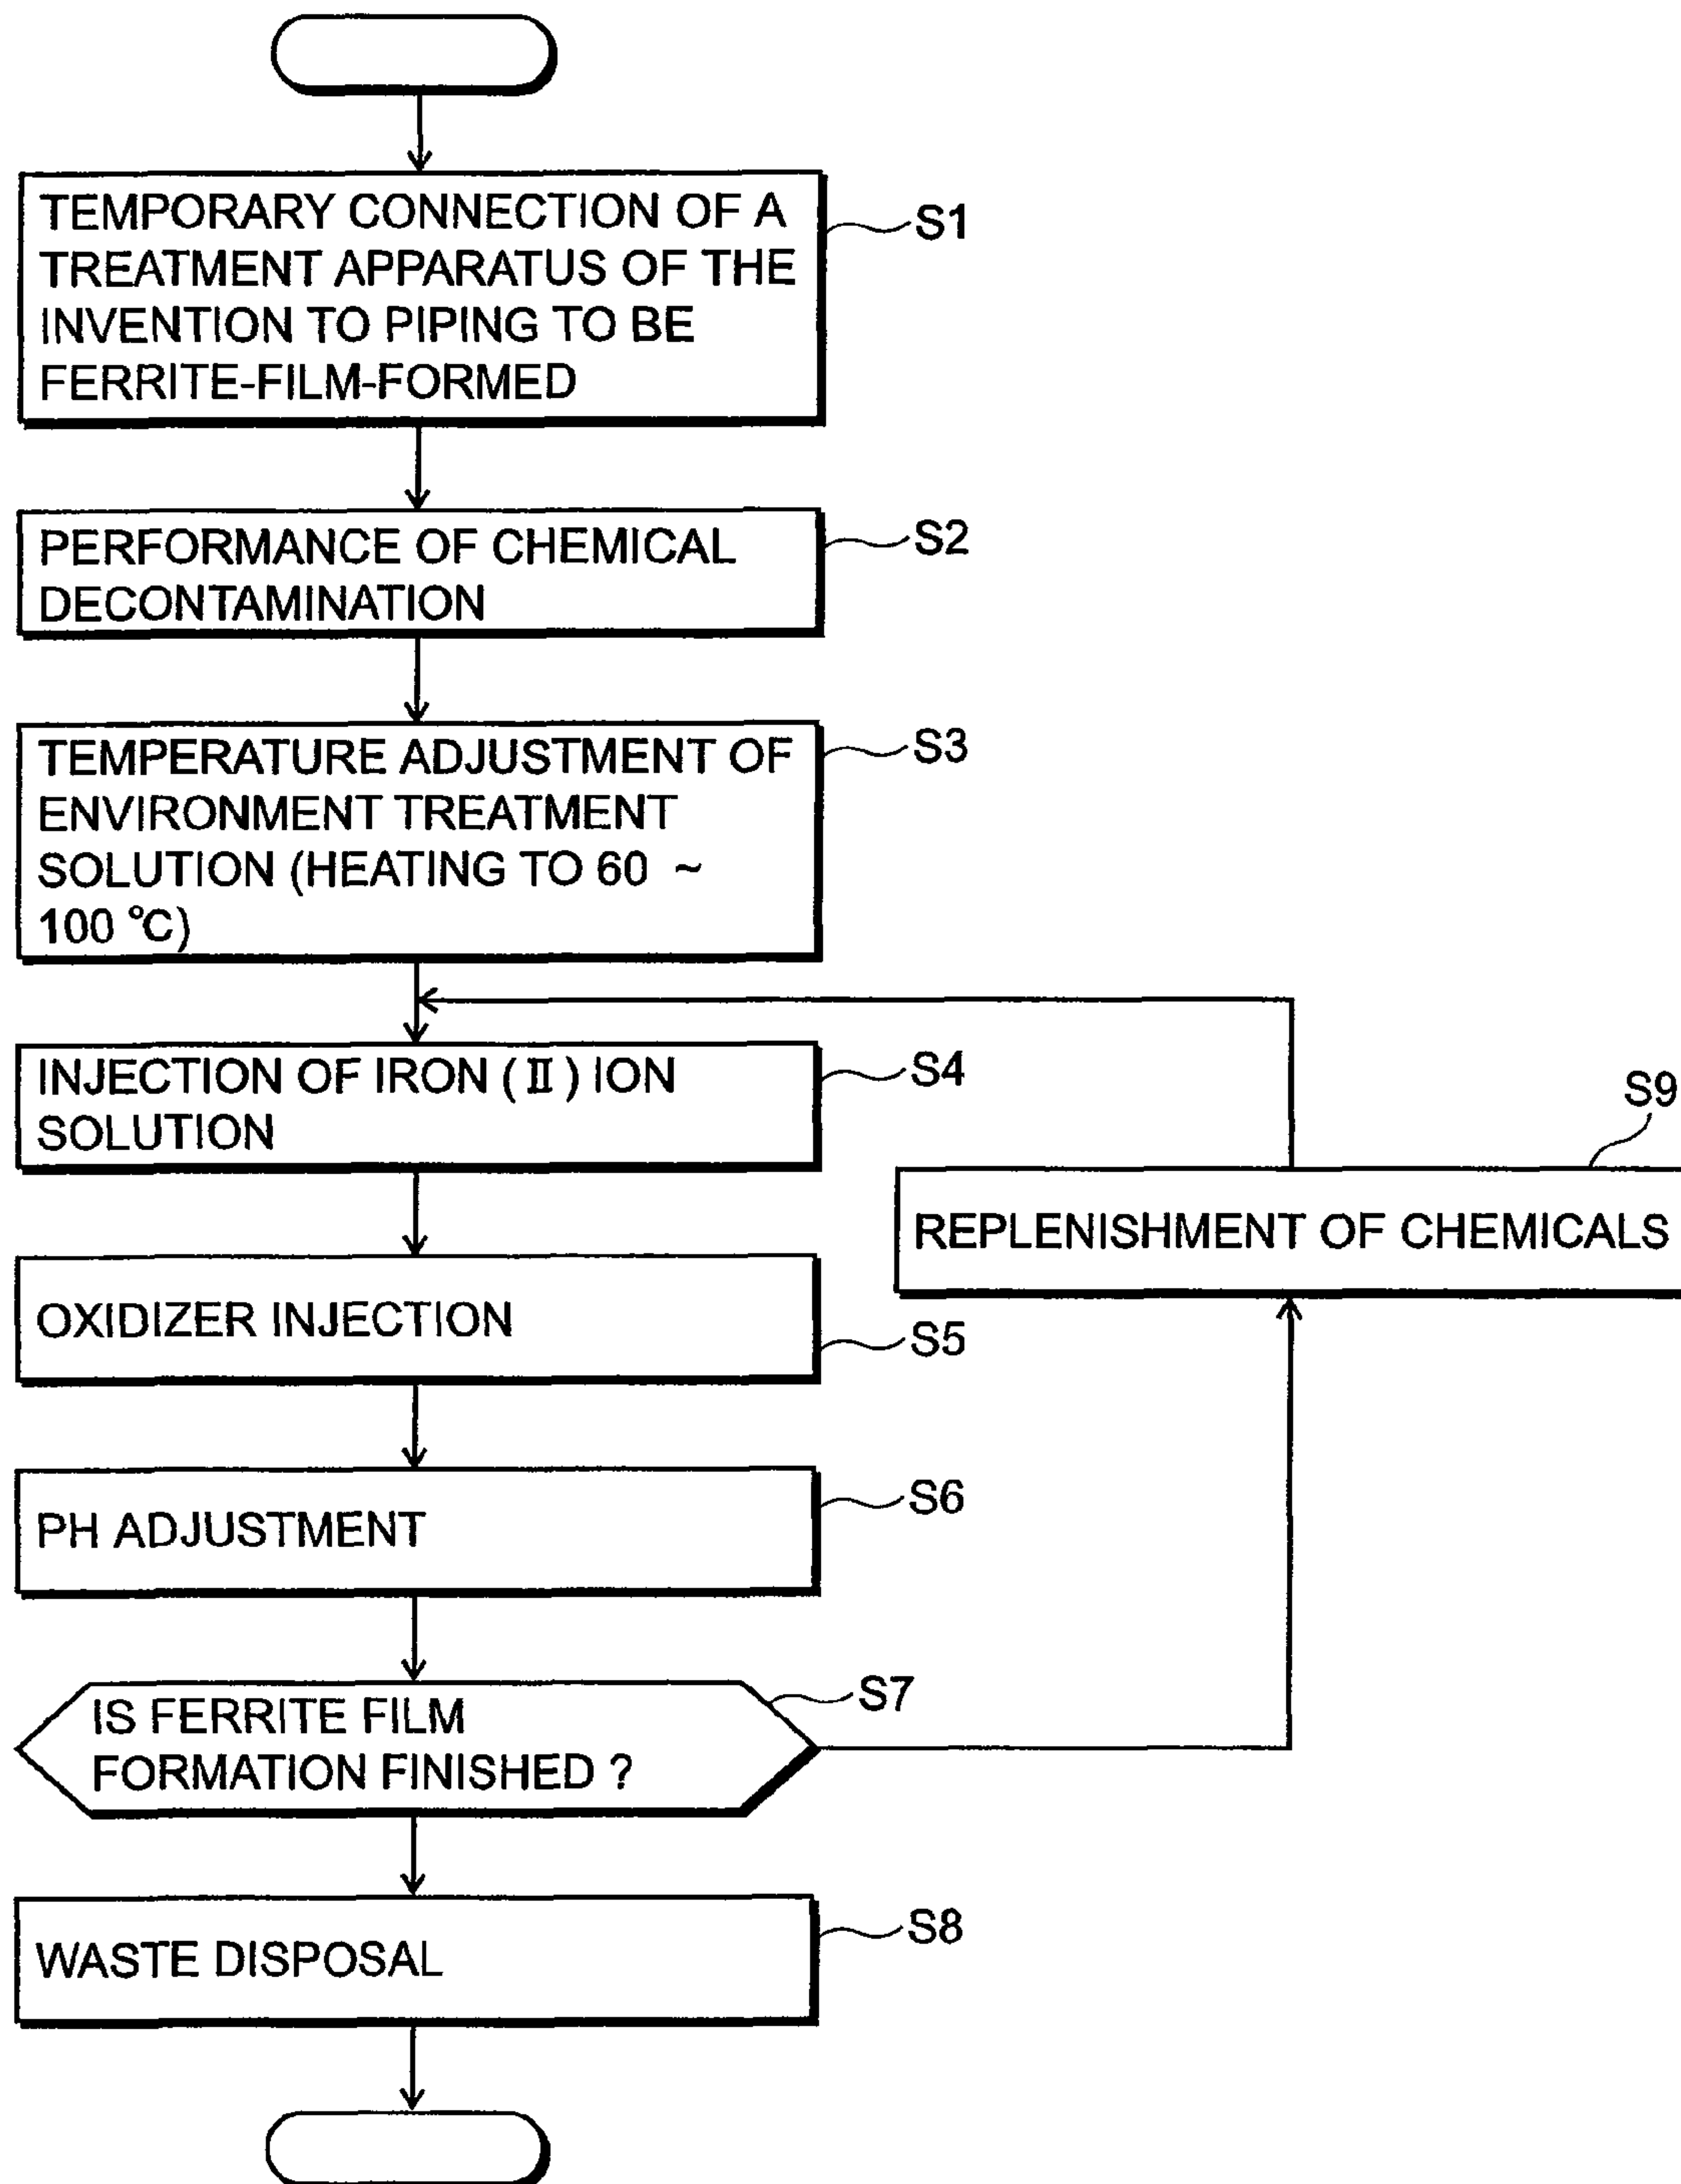 TEMPORARY CONNECTION OF A
TREATMENT APPARATUS OF THE
INVENTION TO PIPING TO BE
FERRITE-FILM-FORMED
S1
PERFORMANCE OF CHEMICAL
DECONTAMINATION
S2
TEMPERATURE ADJUSTMENT OF
ENVIRONMENT TREATMENT
SOLUTION (HEATING TO 60 ~
100 °C)
S3
INJECTION OF IRON (II) ION
SOLUTION
S4
S9
REPLENISHMENT OF CHEMICALS
OXIDIZER INJECTION
S5
PH ADJUSTMENT
S6
IS FERRITE FILM
FORMATION FINISHED ?
S7
WASTE DISPOSAL
S8